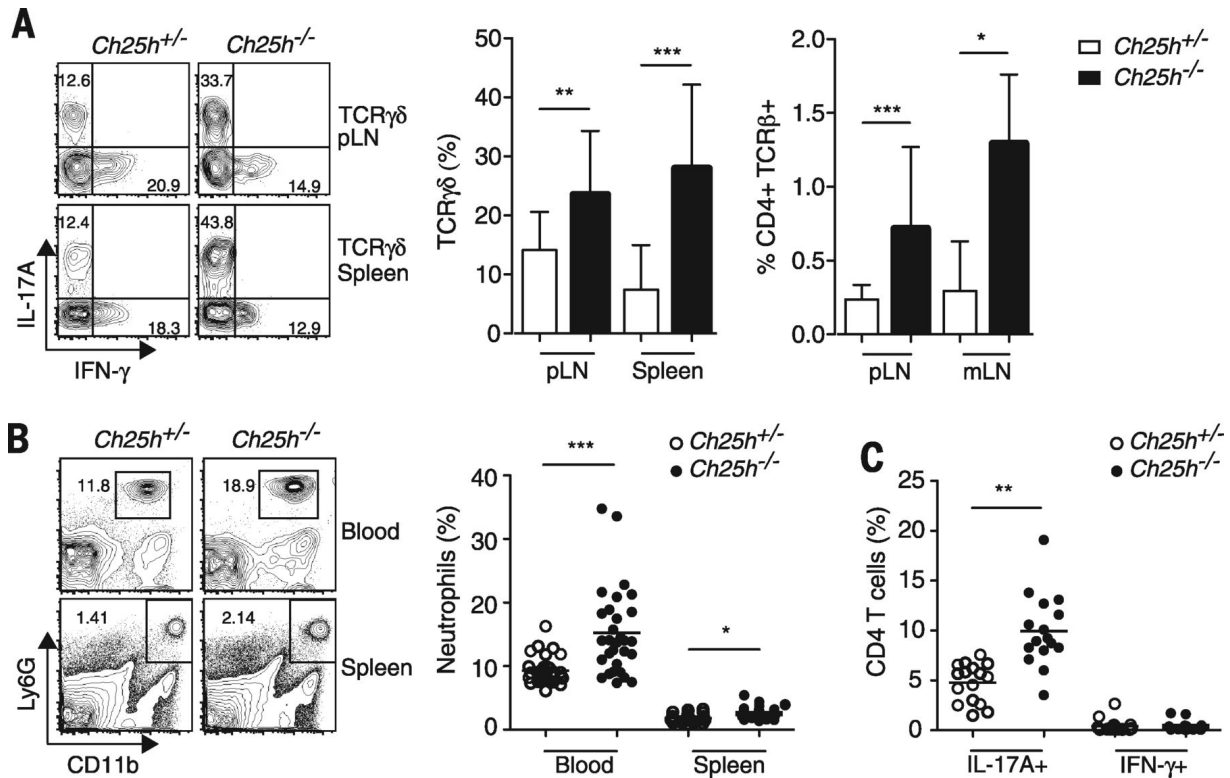 A
Ch25h+/-
Ch25h-/-
12.6
33.7
TCRγδ
pLN
20.9
14.9
12.4
43.8
TCRγδ
Spleen
18.3
12.9
IL-17A
IFN-γ
TCRγδ (%)
50
40
30
20
10
0
**
***
pLN
Spleen
% CD4+ TCRβ+
2.0
1.5
1.0
0.5
0.0
***
*
pLN
mLN
Ch25h+/-
Ch25h-/-
B
Ch25h+/-
Ch25h-/-
11.8
18.9
Blood
1.41
2.14
Spleen
Ly6G
CD11b
Neutrophils (%)
40
30
20
10
0
***
*
Ch25h+/-
Ch25h-/-
Blood
Spleen
C
Ch25h+/-
Ch25h-/-
CD4 T cells (%)
25
20
15
10
5
0
**
IL-17A+
IFN-γ+